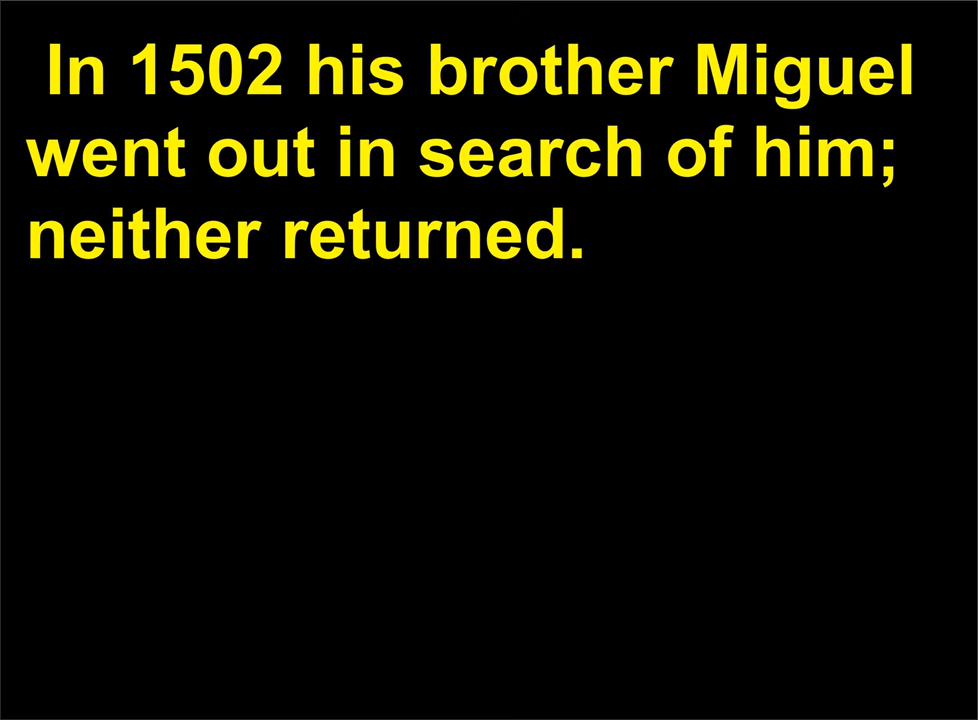 In 1502 his brother Miguel
went out in search of him;
neither returned.